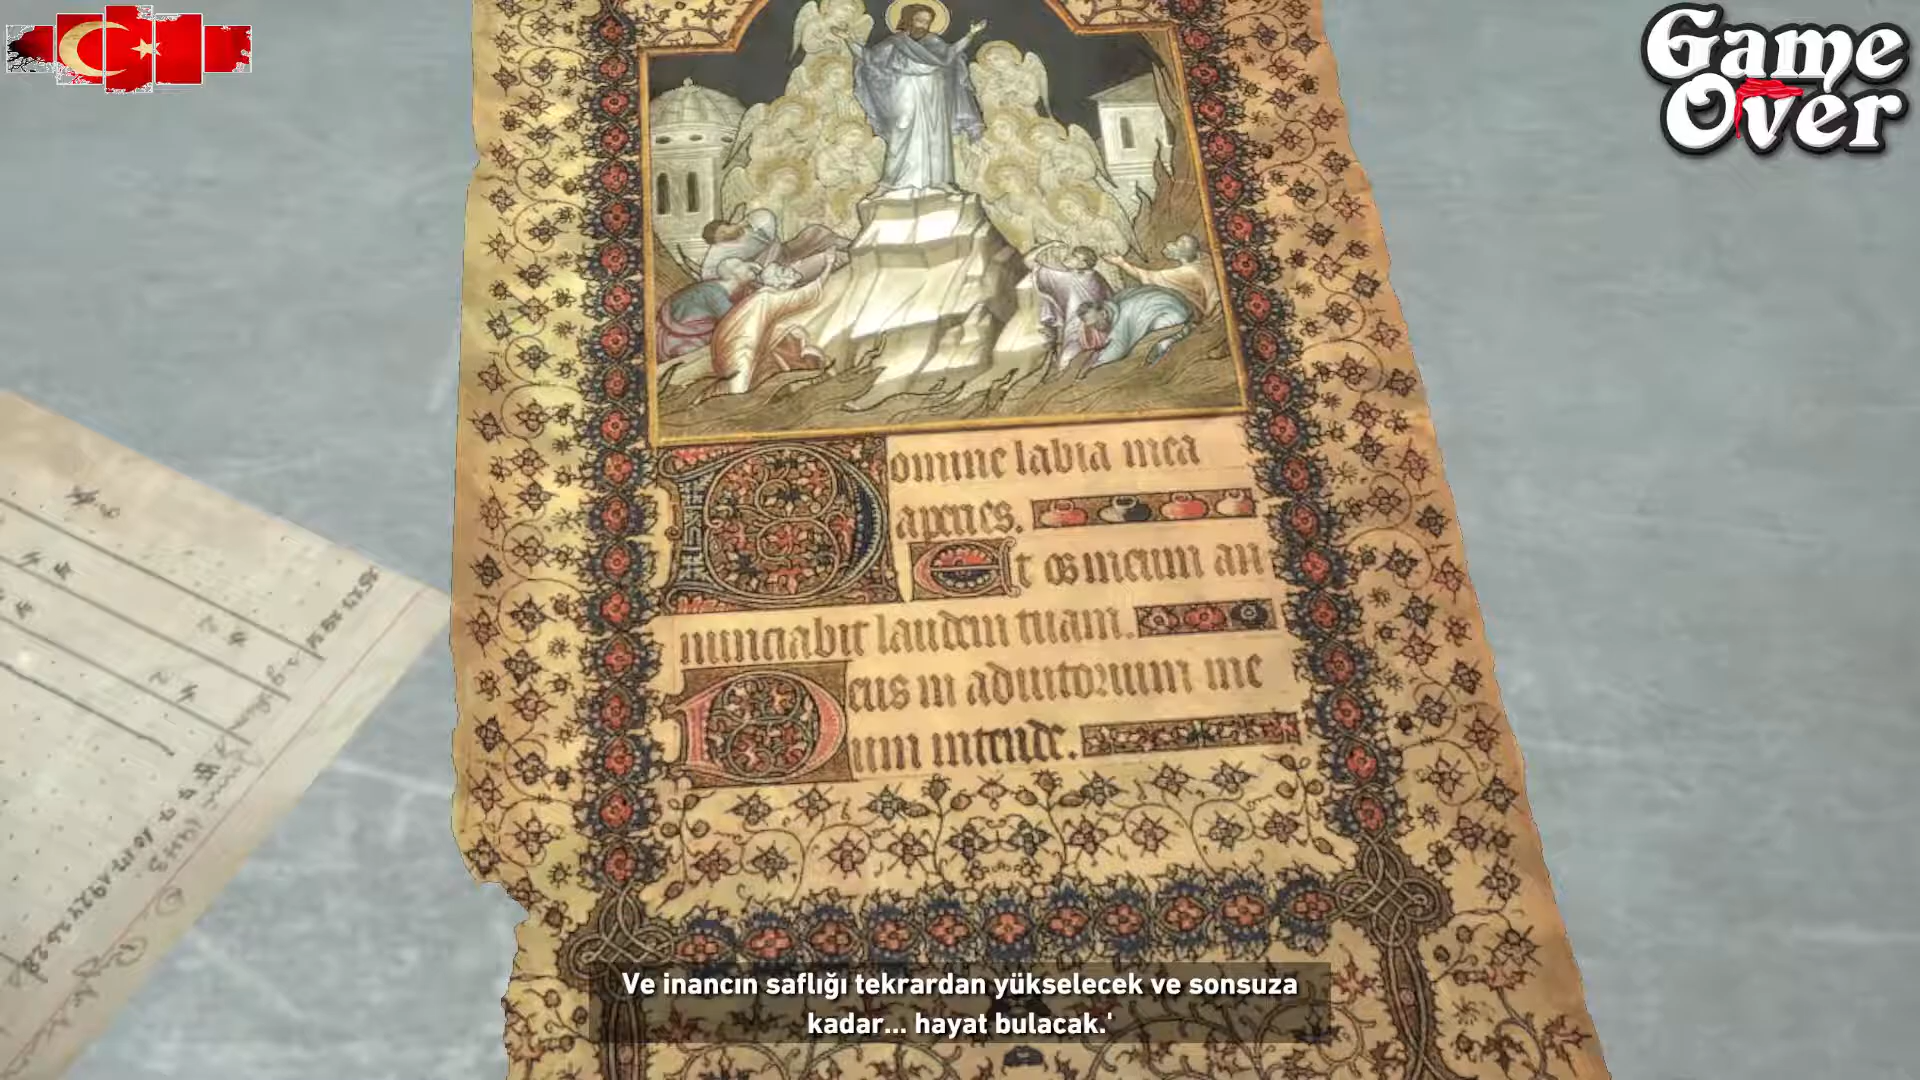 Game
Over
Domine labia mea
aperies.
Et os meum an
nunciabit laudem tuam.
Deus in adiutorium me
um intende.
Ve inancın saflığı tekrardan yükselecek ve sonsuza
kadar... hayat bulacak.'